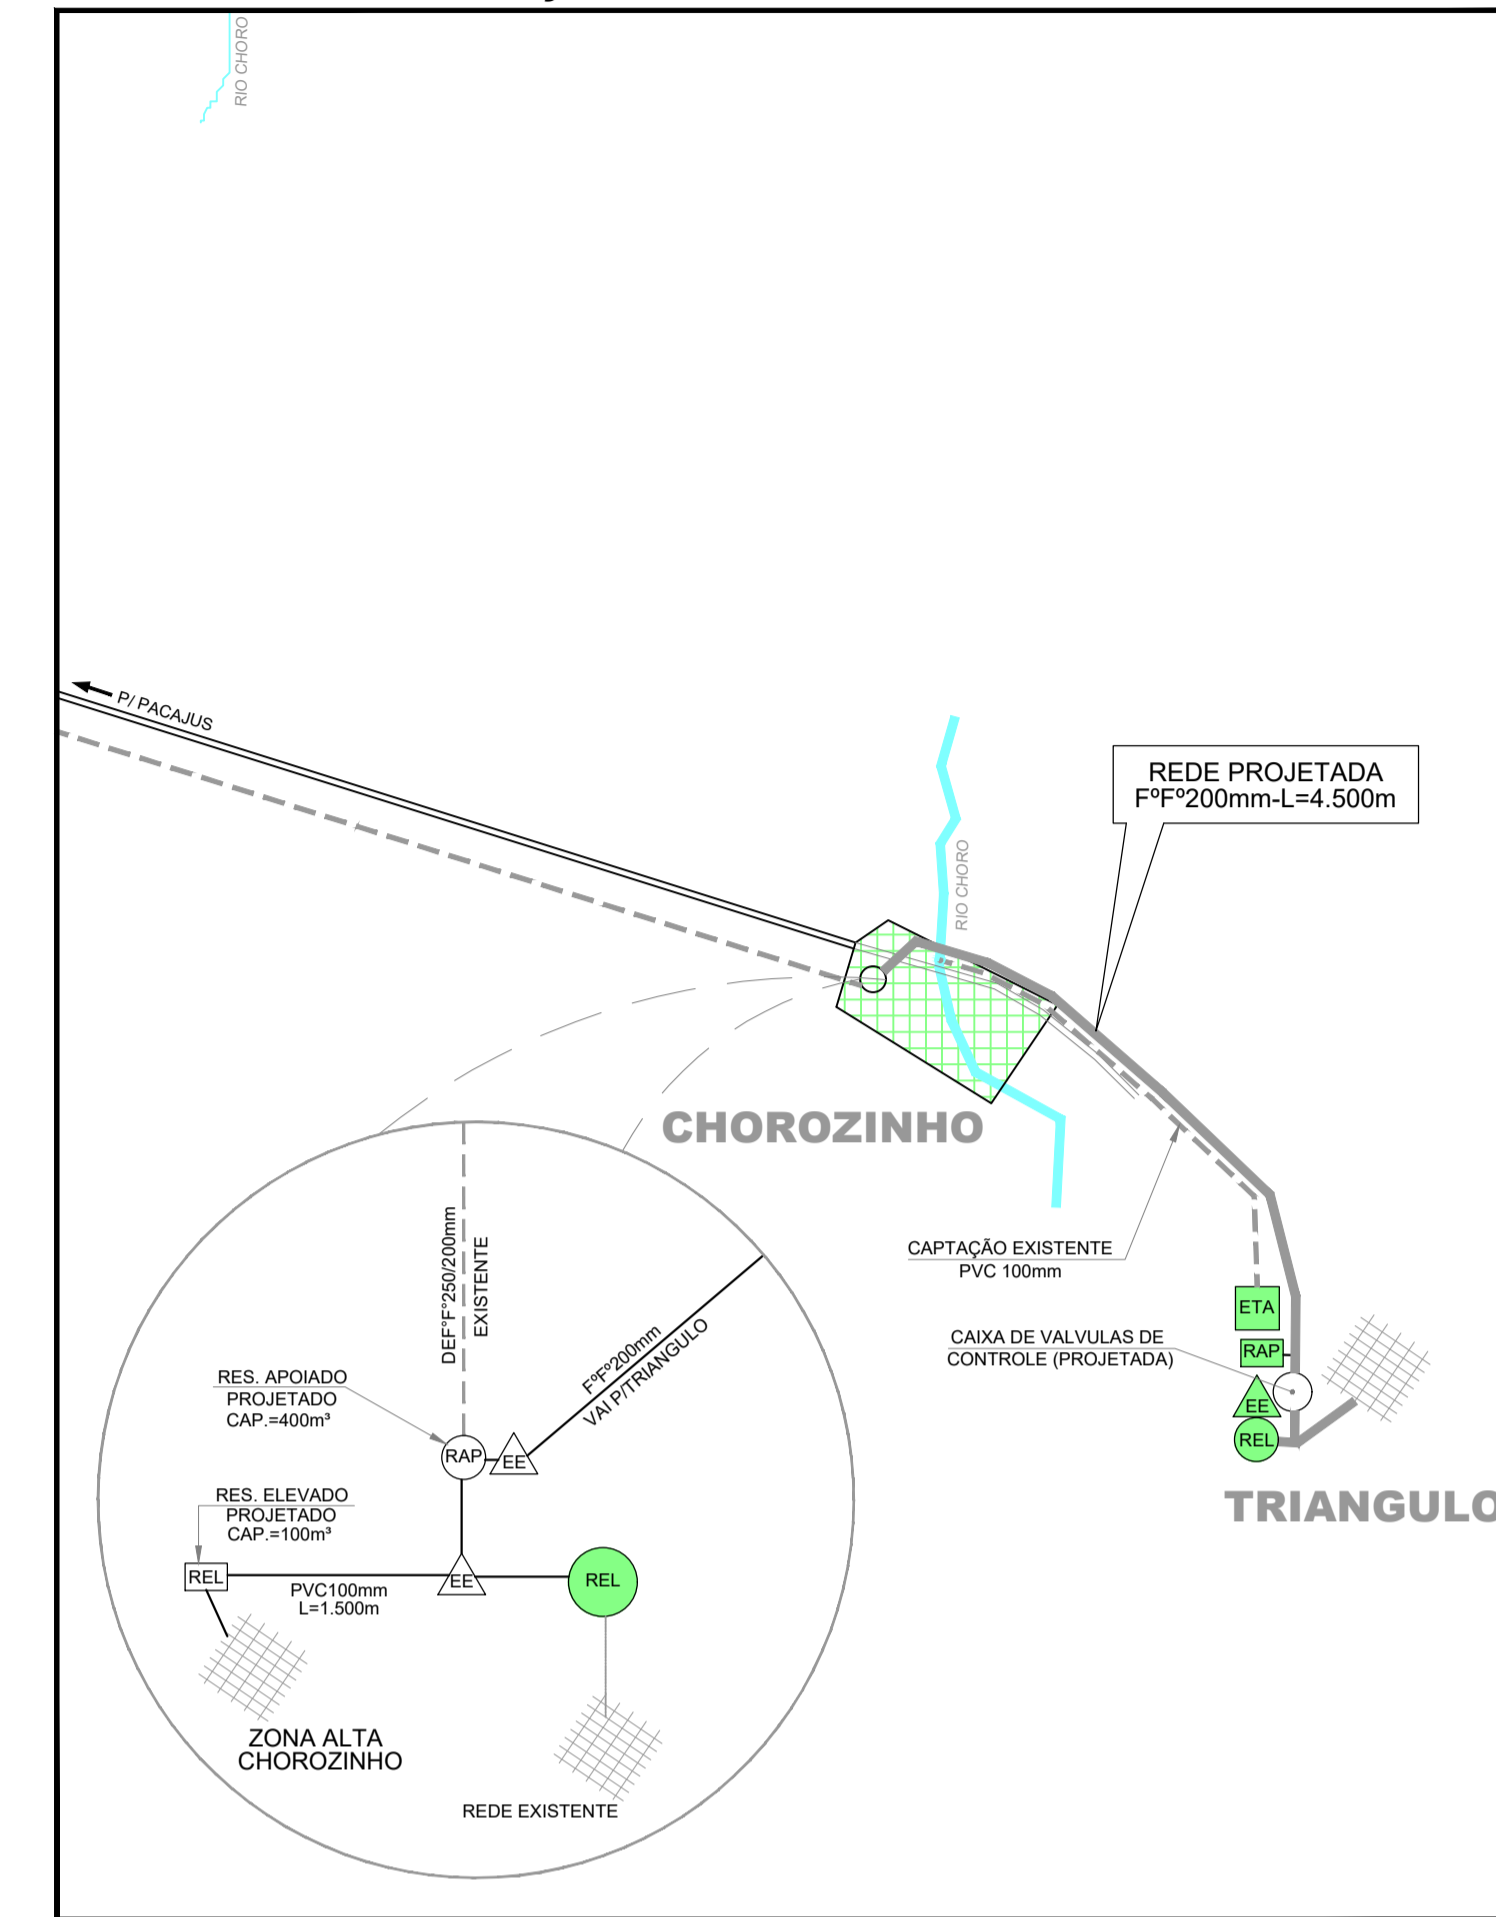 RIO CHORO
P/ PACAJUS
REDE PROJETADA
FºFº200mm-L=4.500m
RIO CHORO
CHOROZINHO
CAPTAÇÃO EXISTENTE
PVC 100mm
ETA
CAIXA DE VALVULAS DE
CONTROLE (PROJETADA)
RAP
EE
REL
TRIANGULO
DEF°F°250/200mm
EXISTENTE
FºFº200mm
VAI P/TRIANGULO
RES. APOIADO
PROJETADO
CAP.=400m³
RAP
EE
RES. ELEVADO
PROJETADO
CAP.=100m³
REL
PVC100mm
L=1.500m
EE
REL
ZONA ALTA
CHOROZINHO
REDE EXISTENTE